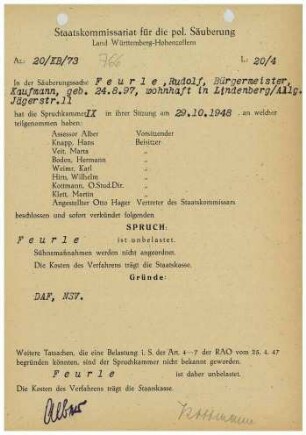 Staatskommissariat für die pol. Säuberung
Land Württemberg-Hohenzollern
Az.: 20/IB/73 766 L: 20/4
In der Säuberungssache F e u r l e ,Rudolf, Bürgermeister,
Kaufmann, geb. 24.8.97, wohnhaft in Lindenberg/Allg.
Jägerstr.11
hat die Spruchkammer IX in ihrer Sitzung am 29.10.1948 , an welcher
teilgenommen haben:
Assessor Alber Vorsitzender
Knapp, Hans Beisitzer
Veit, Marta "
Boden, Hermann "
Weimer, Karl "
Hirn, Wilhelm "
Kottmann, O.Stud.Dir. "
Klett, Martin "
Angestellter Otto Hager Vertreter des Staatskommissars
beschlossen und sofort verkündet folgenden
SPRUCH:
F e u r l e ist unbelastet.
Sühnemaßnahmen werden nicht angeordnet.
Die Kosten des Verfahrens trägt die Staatskasse.
Gründe:
DAF, NSV.
Weitere Tatsachen, die eine Belastung i. S. der Art. 4—7 der RAO vom 25. 4. 47
begründen könnten, sind der Spruchkammer nicht bekannt geworden.
F e u r l e ist daher unbelastet.
Die Kosten des Verfahrens trägt die Staatskasse.
Alber Kottmann